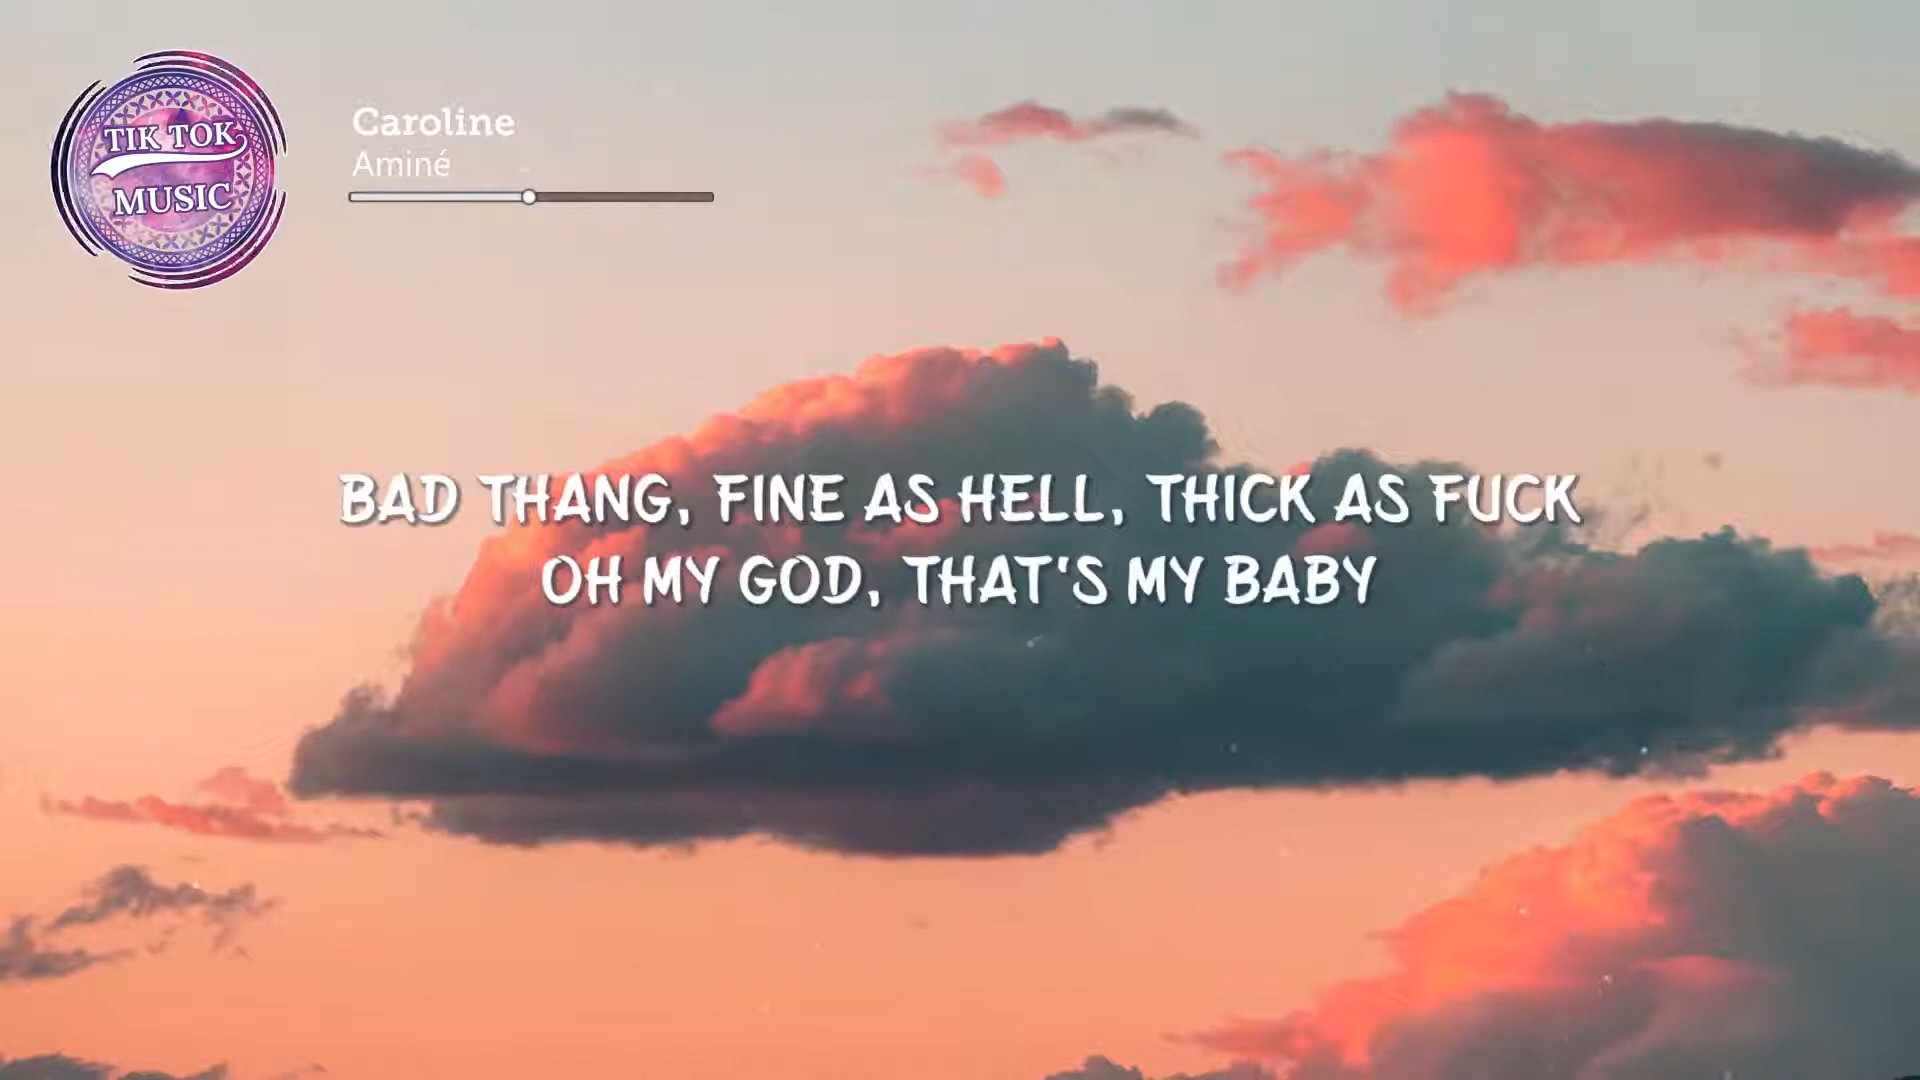 TIK TOK
MUSIC
Caroline
Aminé
BAD THANG, FINE AS HELL, THICK AS FUCK
OH MY GOD, THAT'S MY BABY